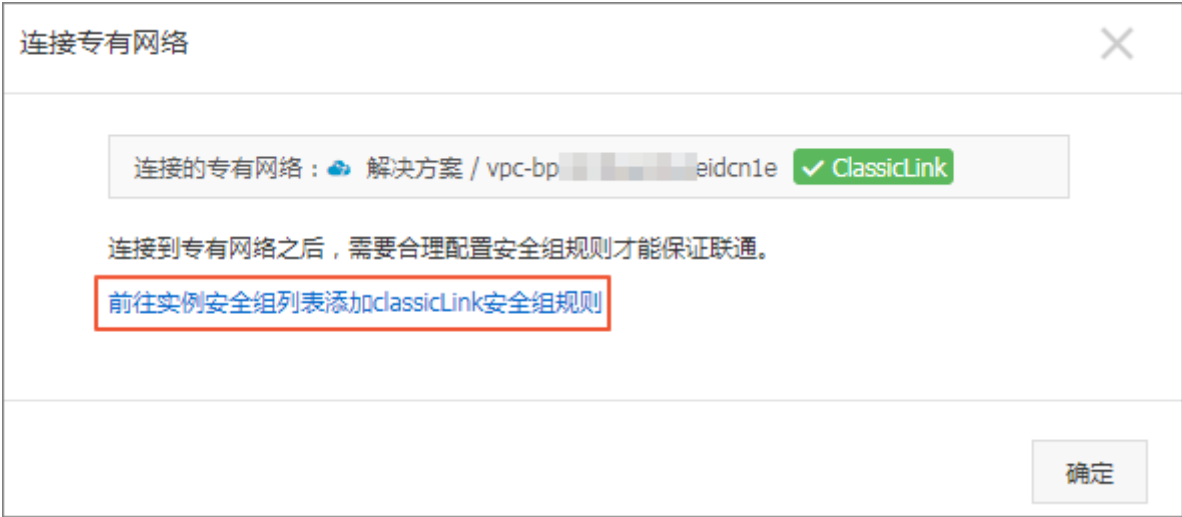 连接专有网络
连接的专有网络：解决方案 / vpc-bp eidcn1e ClassicLink
连接到专有网络之后，需要合理配置安全组规则才能保证联通。
前往实例安全组列表添加classicLink安全组规则
确定